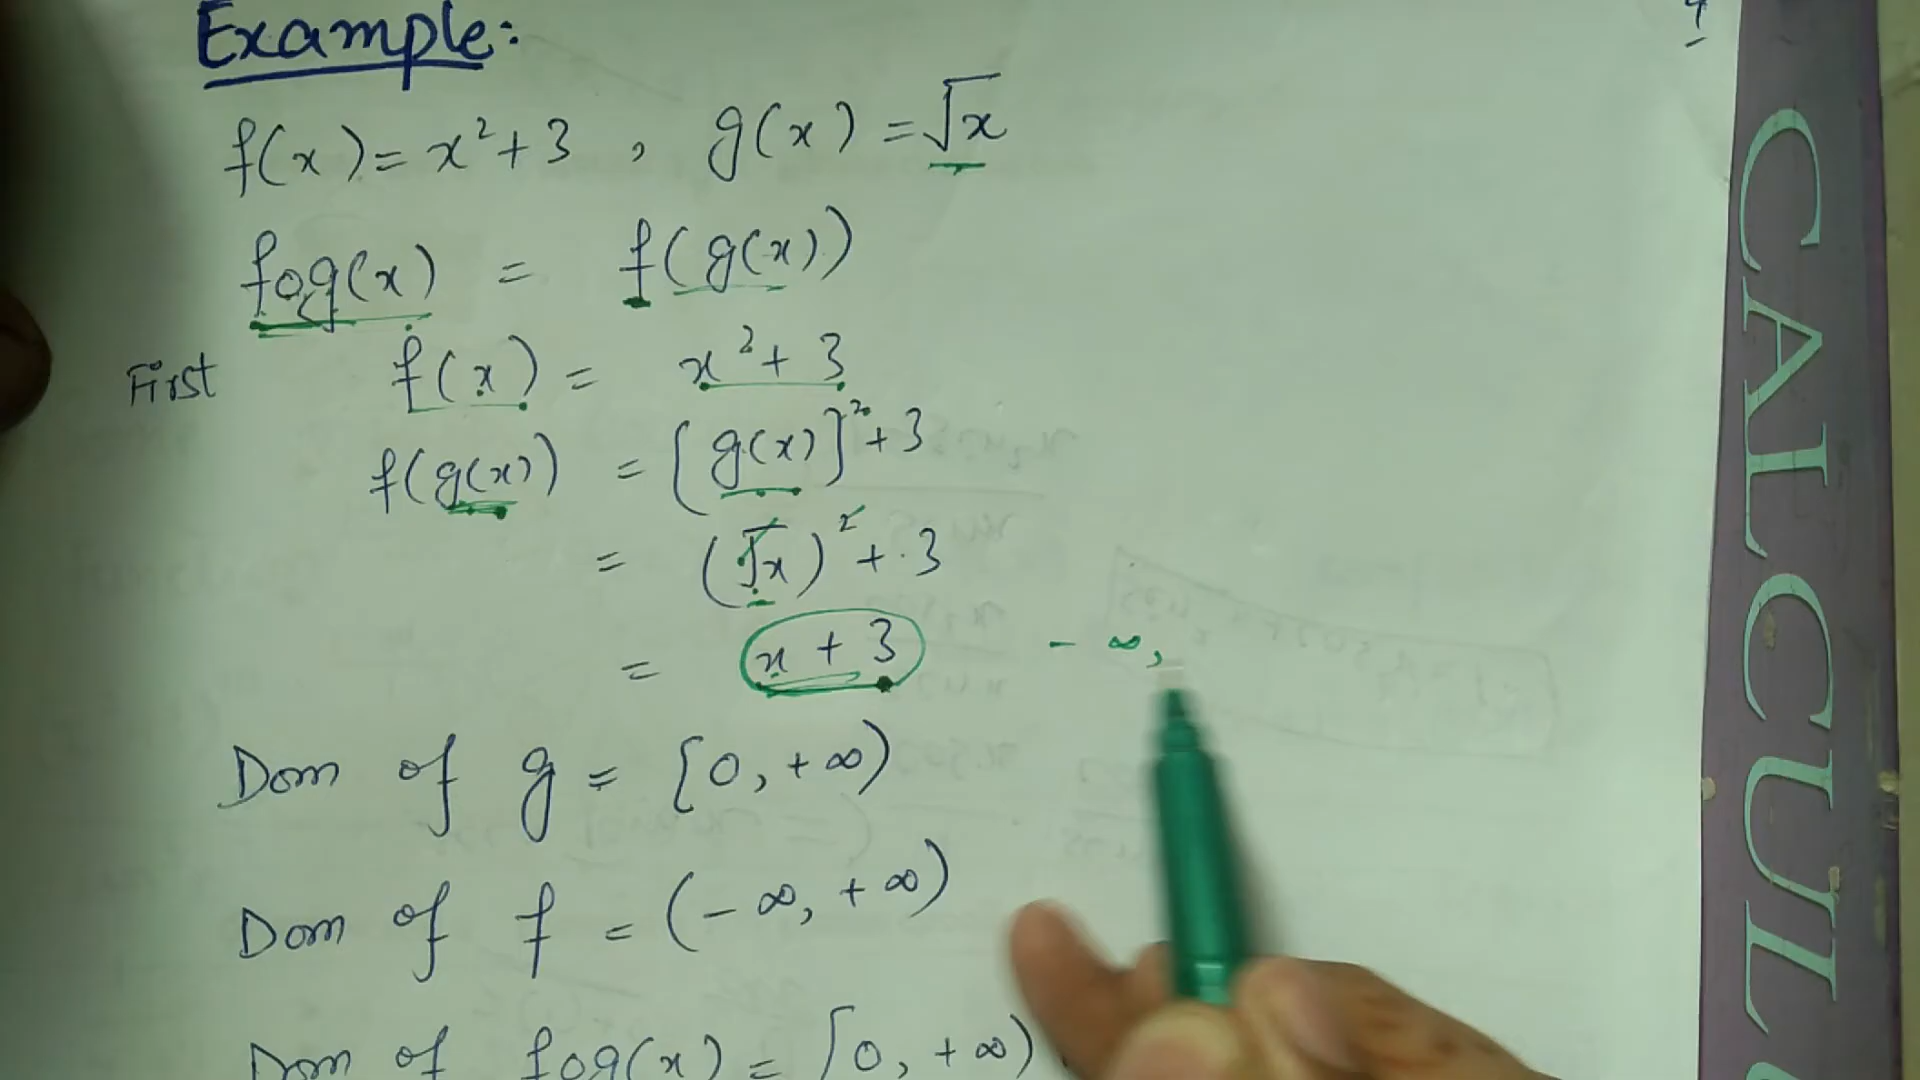 Example:
f(x) = x² + 3 , g(x) = √x
fog(x) = f(g(x))
First f(x) = x² + 3
f(g(x)) = [g(x)]² + 3
= (√x)² + 3
= x + 3 - ∞,
Dom of g = [0, +∞)
Dom of f = (-∞, +∞)
Dom of fog(x) = [0, +∞)
CALCUL